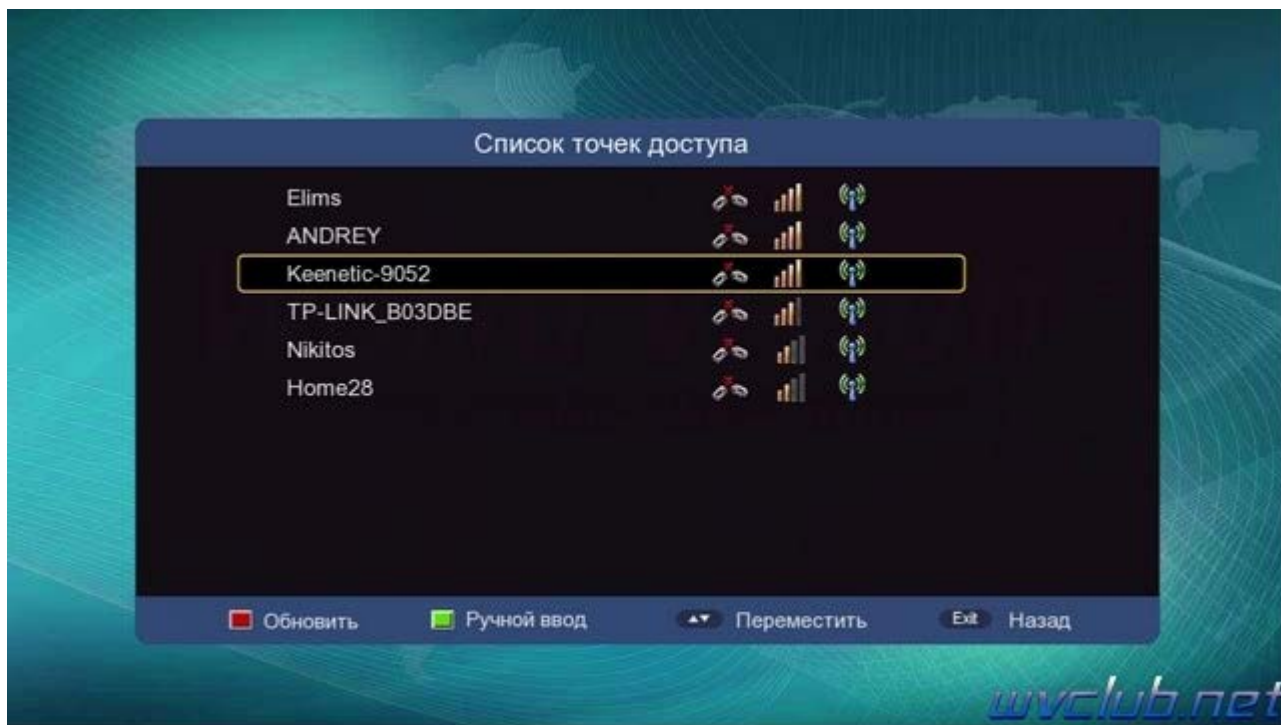 Список точек доступа
Elims
ANDREY
Keenetic-9052
TP-LINK_B03DBE
Nikitos
Home28
Обновить Ручной ввод Переместить Exit Назад
wvclub.net